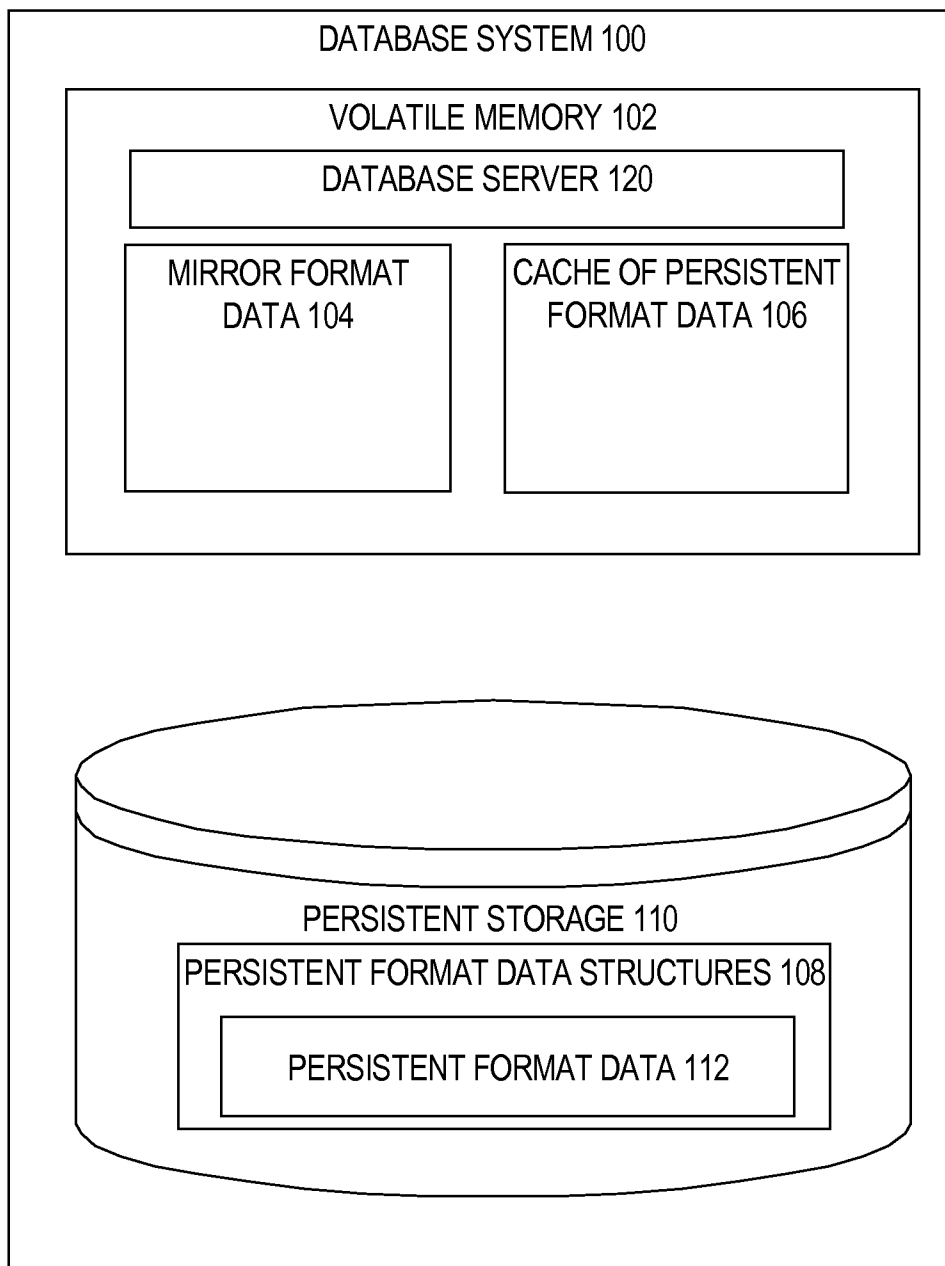 DATABASE SYSTEM 100
VOLATILE MEMORY 102
DATABASE SERVER 120
MIRROR FORMAT
DATA 104
CACHE OF PERSISTENT
FORMAT DATA 106
PERSISTENT STORAGE 110
PERSISTENT FORMAT DATA STRUCTURES 108
PERSISTENT FORMAT DATA 112